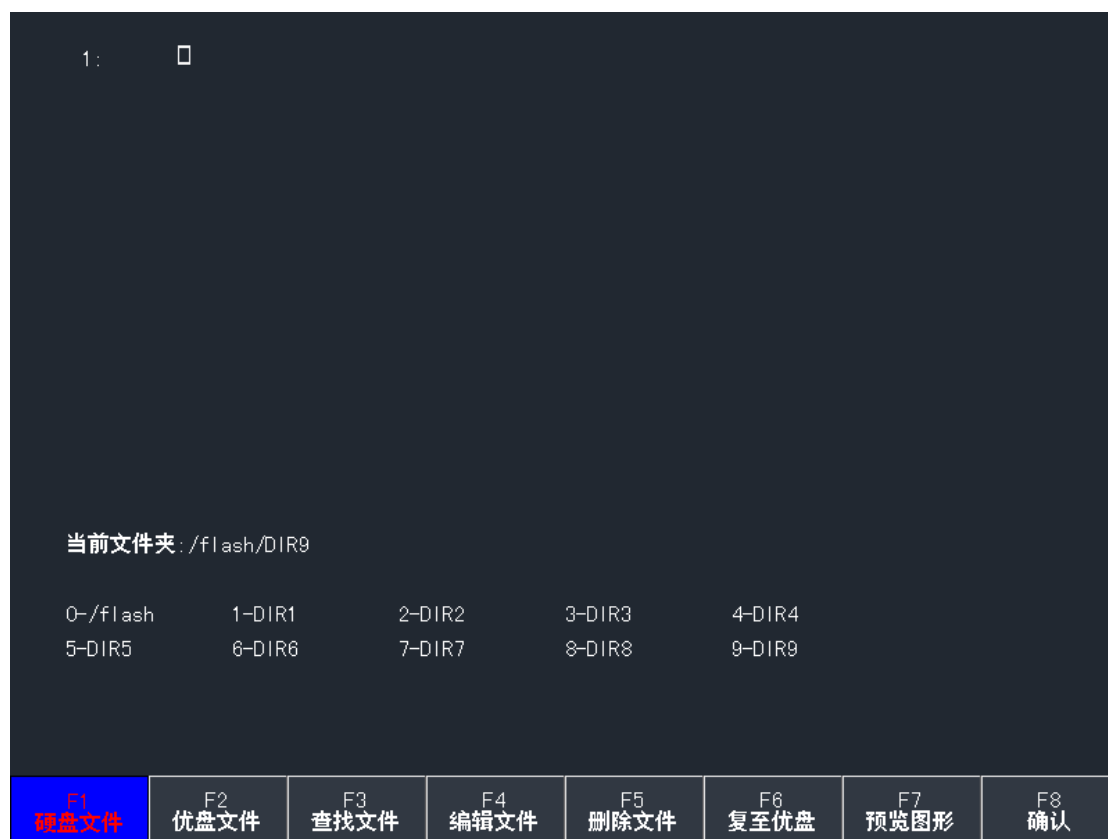 1:
当前文件夹:/flash/DIR9
0-/flash 1-DIR1 2-DIR2 3-DIR3 4-DIR4
5-DIR5 6-DIR6 7-DIR7 8-DIR8 9-DIR9
F1 F2 F3 F4 F5 F6 F7 F8
硬盘文件 优盘文件 查找文件 编辑文件 删除文件 复至优盘 预览图形 确认